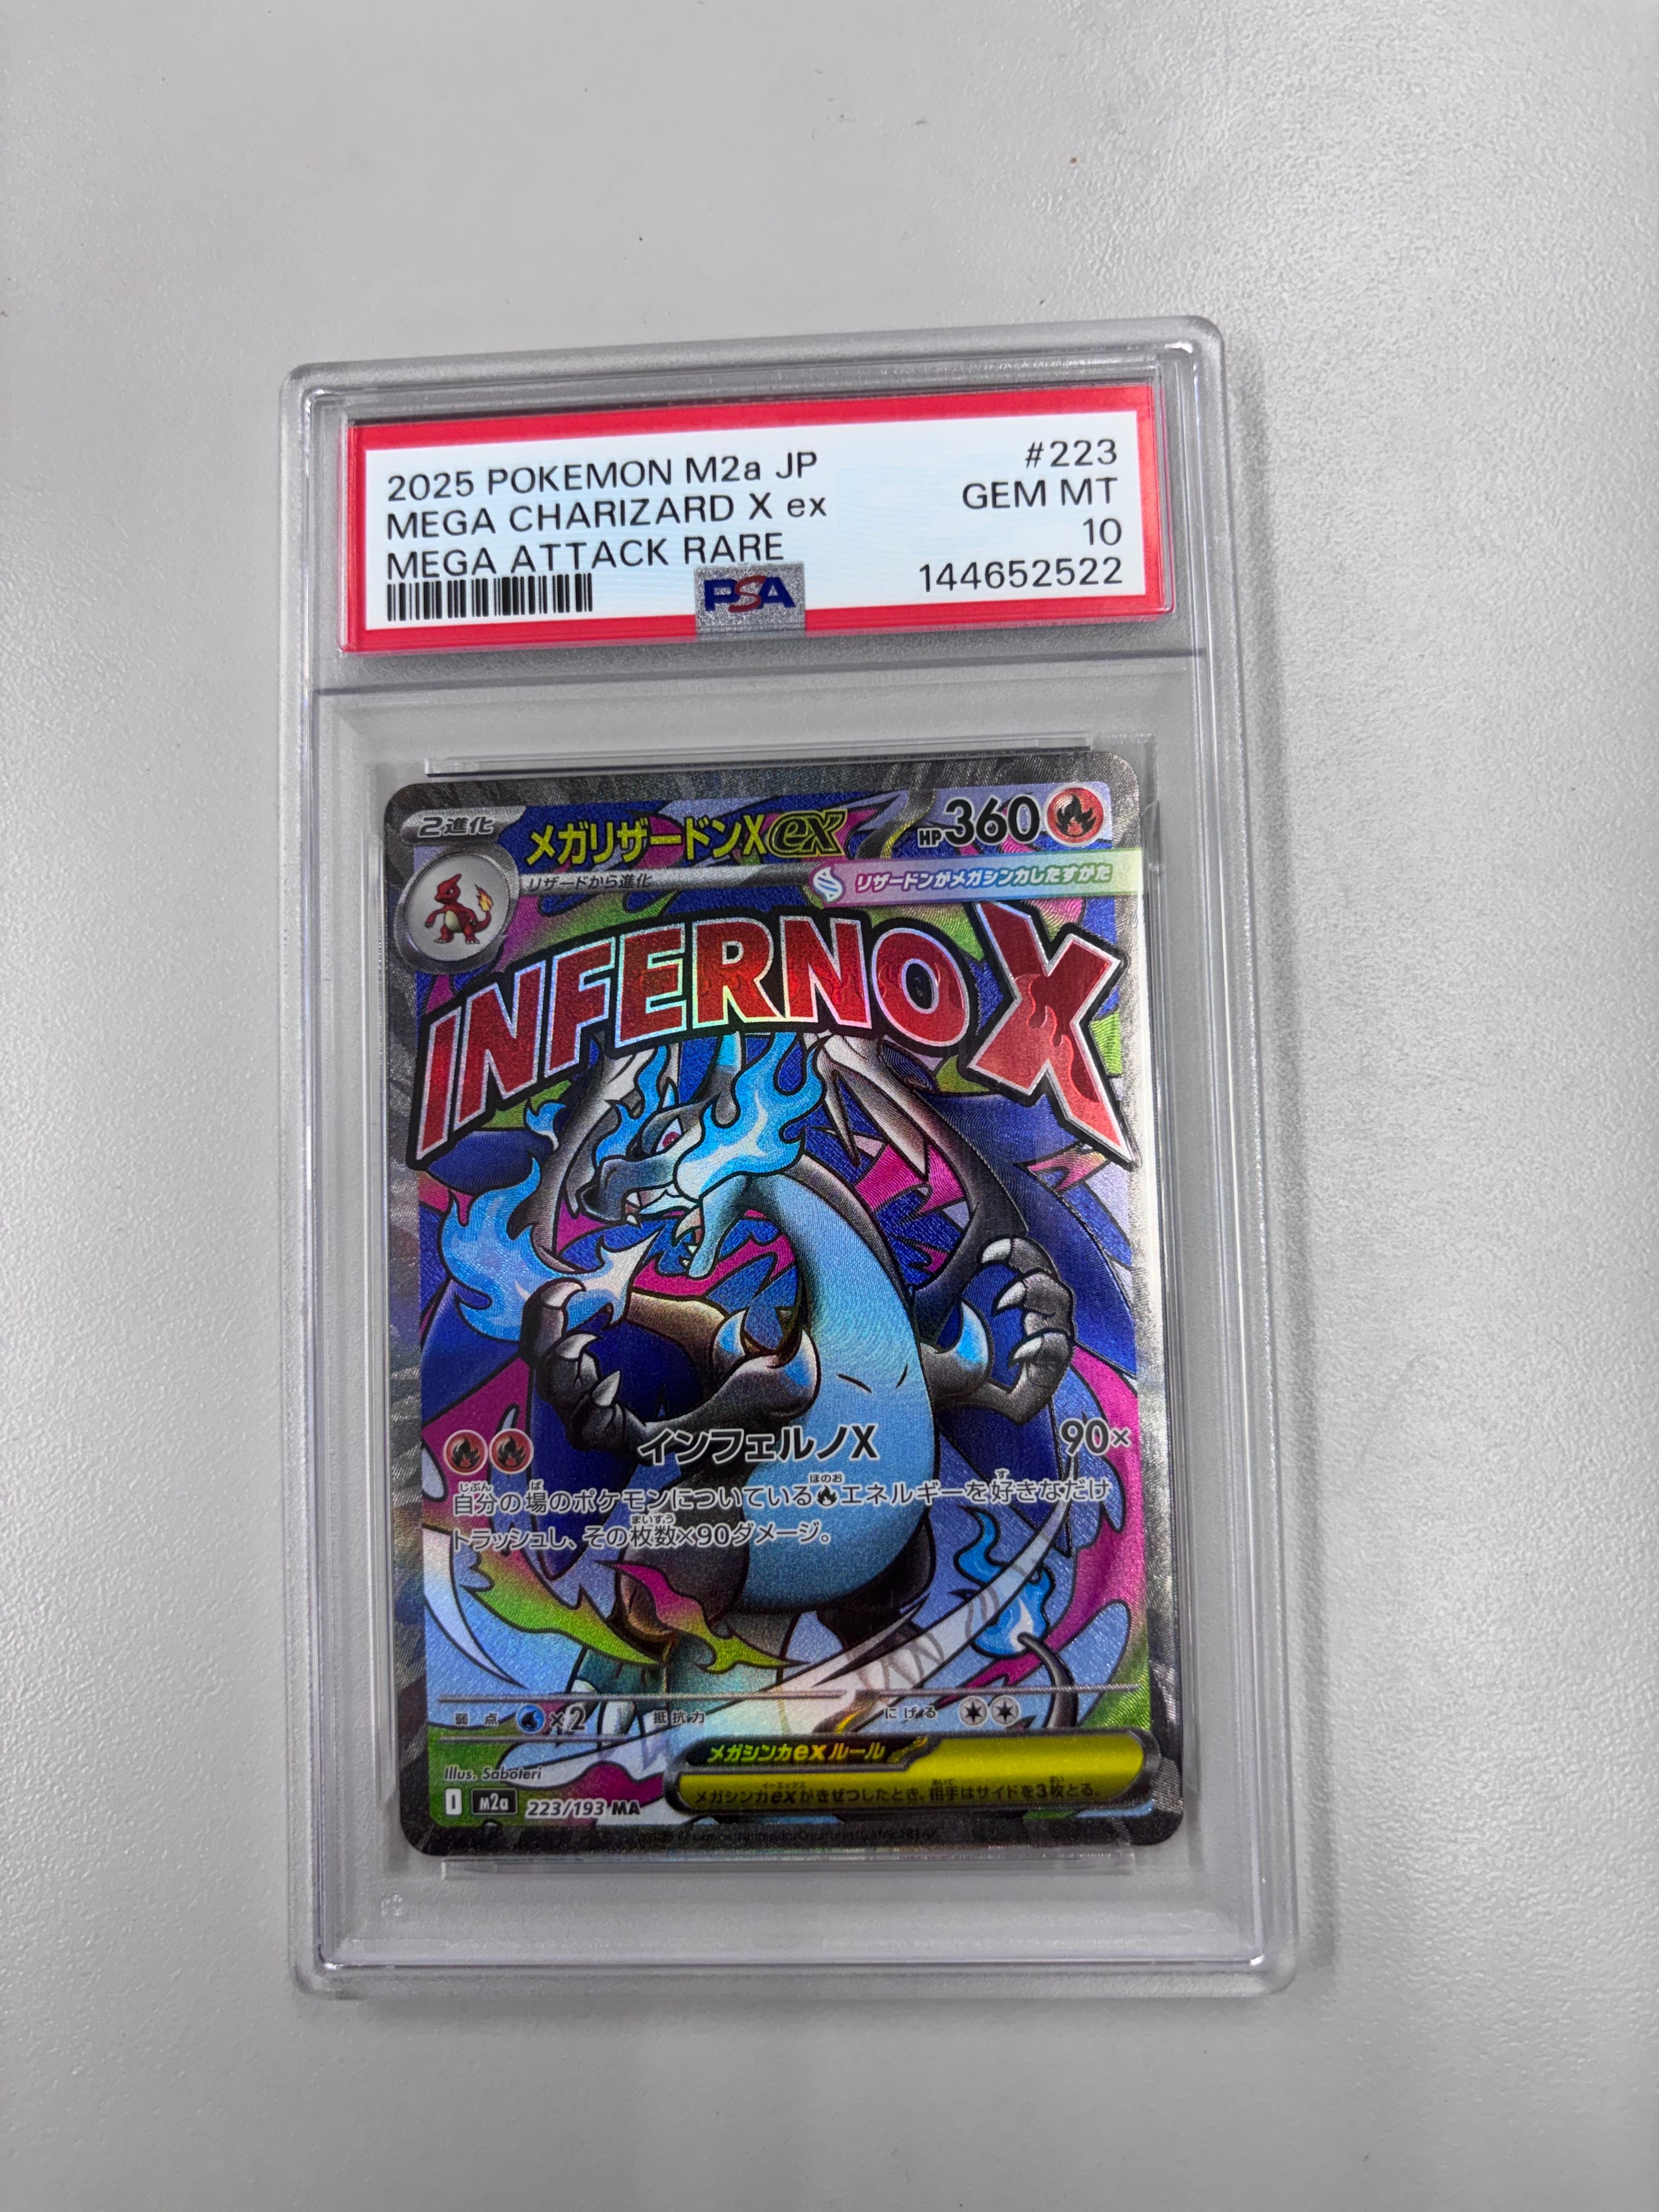 2025 POKEMON M2a JP #223
MEGA CHARIZARD X ex GEM MT
MEGA ATTACK RARE 10
PSA 144652522
2進化 メガリザードンXex HP360
リザードから進化 リザードンがメガシンカしたすがた
INFERNO X
インフェルノX 90×
自分の場のポケモンについているエネルギーを好きなだけ
トラッシュし、その枚数×90ダメージ。
弱点 ×2 抵抗力 にげる
メガシンカexルール
メガシンカexがきぜつしたとき、相手はサイドを3枚とる。
Illus. Saboteri
I m2a 223/193 MA